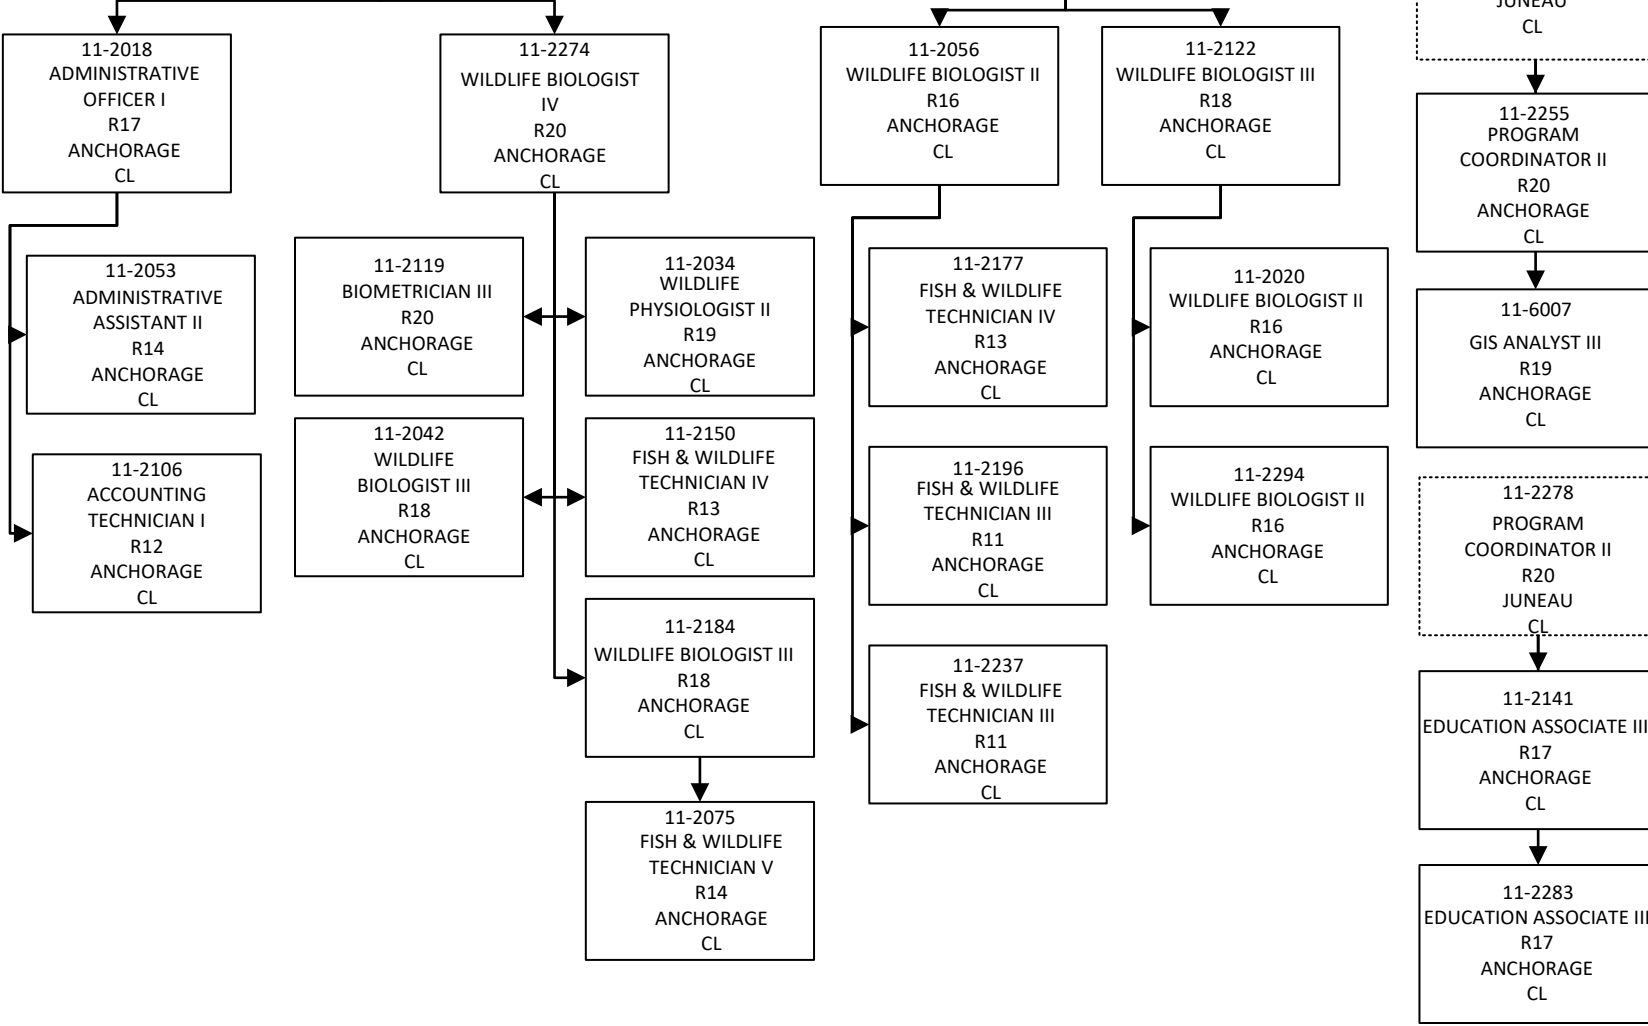 11-2018
ADMINISTRATIVE
OFFICER I
R17
ANCHORAGE
CL
11-2274
WILDLIFE BIOLOGIST
IV
R20
ANCHORAGE
CL
11-2056
WILDLIFE BIOLOGIST II
R16
ANCHORAGE
CL
11-2122
WILDLIFE BIOLOGIST III
R18
ANCHORAGE
CL
JUNEAU
CL
11-2255
PROGRAM
COORDINATOR II
R20
ANCHORAGE
CL
11-2053
ADMINISTRATIVE
ASSISTANT II
R14
ANCHORAGE
CL
11-2119
BIOMETRICIAN III
R20
ANCHORAGE
CL
11-2034
WILDLIFE
PHYSIOLOGIST II
R19
ANCHORAGE
CL
11-2177
FISH & WILDLIFE
TECHNICIAN IV
R13
ANCHORAGE
CL
11-2020
WILDLIFE BIOLOGIST II
R16
ANCHORAGE
CL
11-6007
GIS ANALYST III
R19
ANCHORAGE
CL
11-2106
ACCOUNTING
TECHNICIAN I
R12
ANCHORAGE
CL
11-2042
WILDLIFE
BIOLOGIST III
R18
ANCHORAGE
CL
11-2150
FISH & WILDLIFE
TECHNICIAN IV
R13
ANCHORAGE
CL
11-2196
FISH & WILDLIFE
TECHNICIAN III
R11
ANCHORAGE
CL
11-2294
WILDLIFE BIOLOGIST II
R16
ANCHORAGE
CL
11-2278
PROGRAM
COORDINATOR II
R20
JUNEAU
CL
11-2184
WILDLIFE BIOLOGIST III
R18
ANCHORAGE
CL
11-2237
FISH & WILDLIFE
TECHNICIAN III
R11
ANCHORAGE
CL
11-2141
EDUCATION ASSOCIATE III
R17
ANCHORAGE
CL
11-2075
FISH & WILDLIFE
TECHNICIAN V
R14
ANCHORAGE
CL
11-2283
EDUCATION ASSOCIATE III
R17
ANCHORAGE
CL